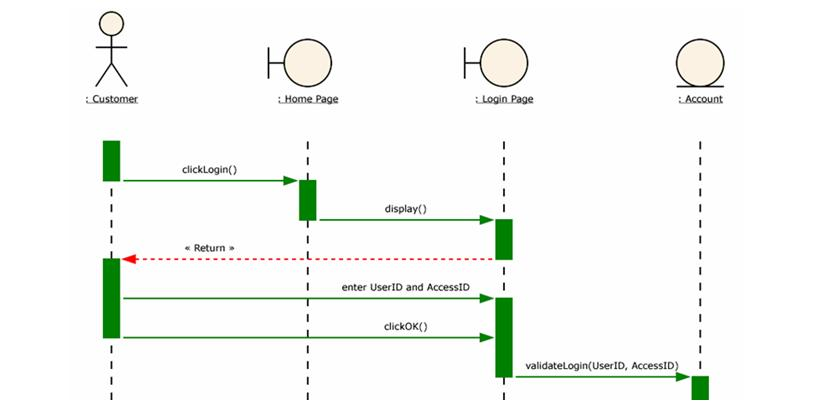 : Customer
: Home Page
: Login Page
: Account
clickLogin()
display()
« Return »
enter UserID and AccessID
clickOK()
validateLogin(UserID, AccessID)